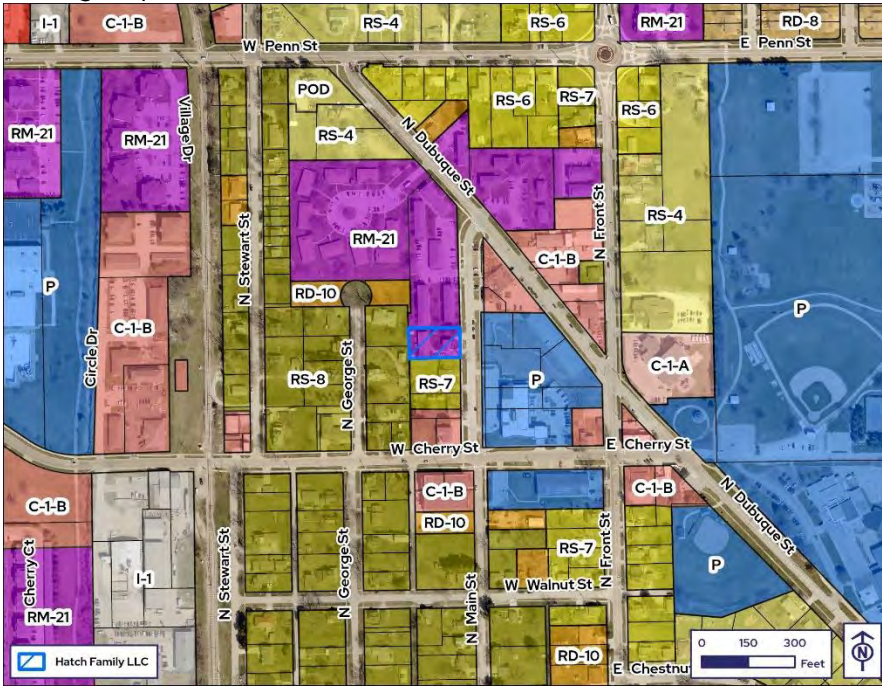 I-1
C-1-B
RS-4
RS-6
RM-21
RD-8
W Penn St
E Penn St
POD
RS-6
RS-7
RS-6
RM-21
RM-21
Village Dr
RS-4
N Dubuque St
N Stewart St
N Front St
RS-4
RM-21
C-1-B
P
RD-10
P
C-1-B
Circle Dr
C-1-A
RS-8
N George St
RS-7
P
W Cherry St
E Cherry St
C-1-B
C-1-B
C-1-B
N Dubuque St
RD-10
RS-7
Cherry Ct
I-1
N Stewart St
N George St
N Main St
N Front St
P
W Walnut St
RM-21
Hatch Family LLC
RD-10
E Chestnut
0 150 300
Feet
N